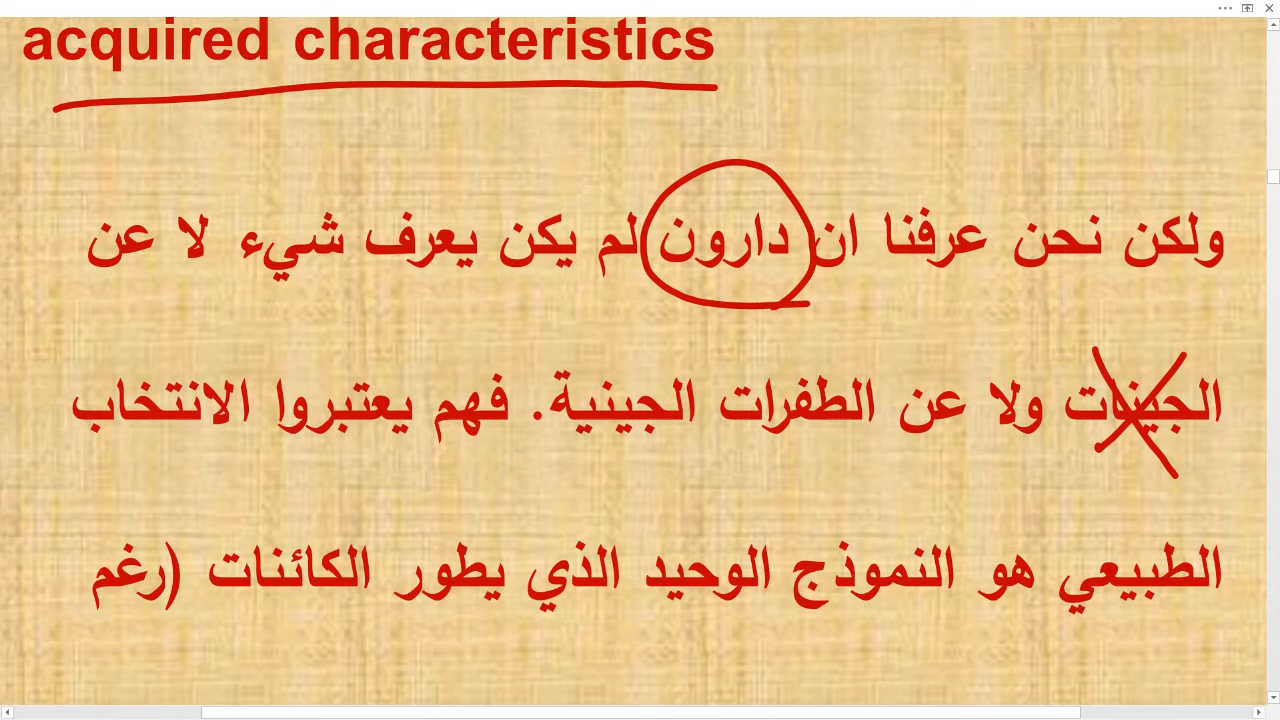 acquired characteristics
ولكن نحن عرفنا ان دارون لم يكن يعرف شيء لا عن
الجينات ولا عن الطفرات الجينية. فهم يعتبروا الانتخاب
الطبيعي هو النموذج الوحيد الذي يطور الكائنات (رغم